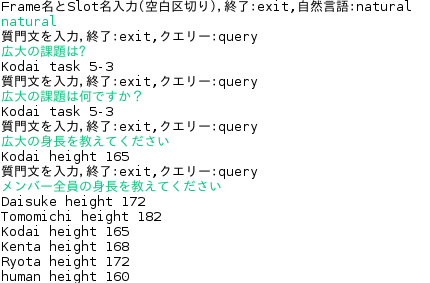 Frame名とSlot名入力(空白区切り),終了:exit,自然言語:natural
natural
質門文を入力,終了:exit,クエリー:query
広大の課題は?
Kodai task 5-3
質門文を入力,終了:exit,クエリー:query
広大の課題は何ですか？
Kodai task 5-3
質門文を入力,終了:exit,クエリー:query
広大の身長を教えてください
Kodai height 165
質門文を入力,終了:exit,クエリー:query
メンバー全員の身長を教えてください
Daisuke height 172
Tomomichi height 182
Kodai height 165
Kenta height 168
Ryota height 172
human height 160